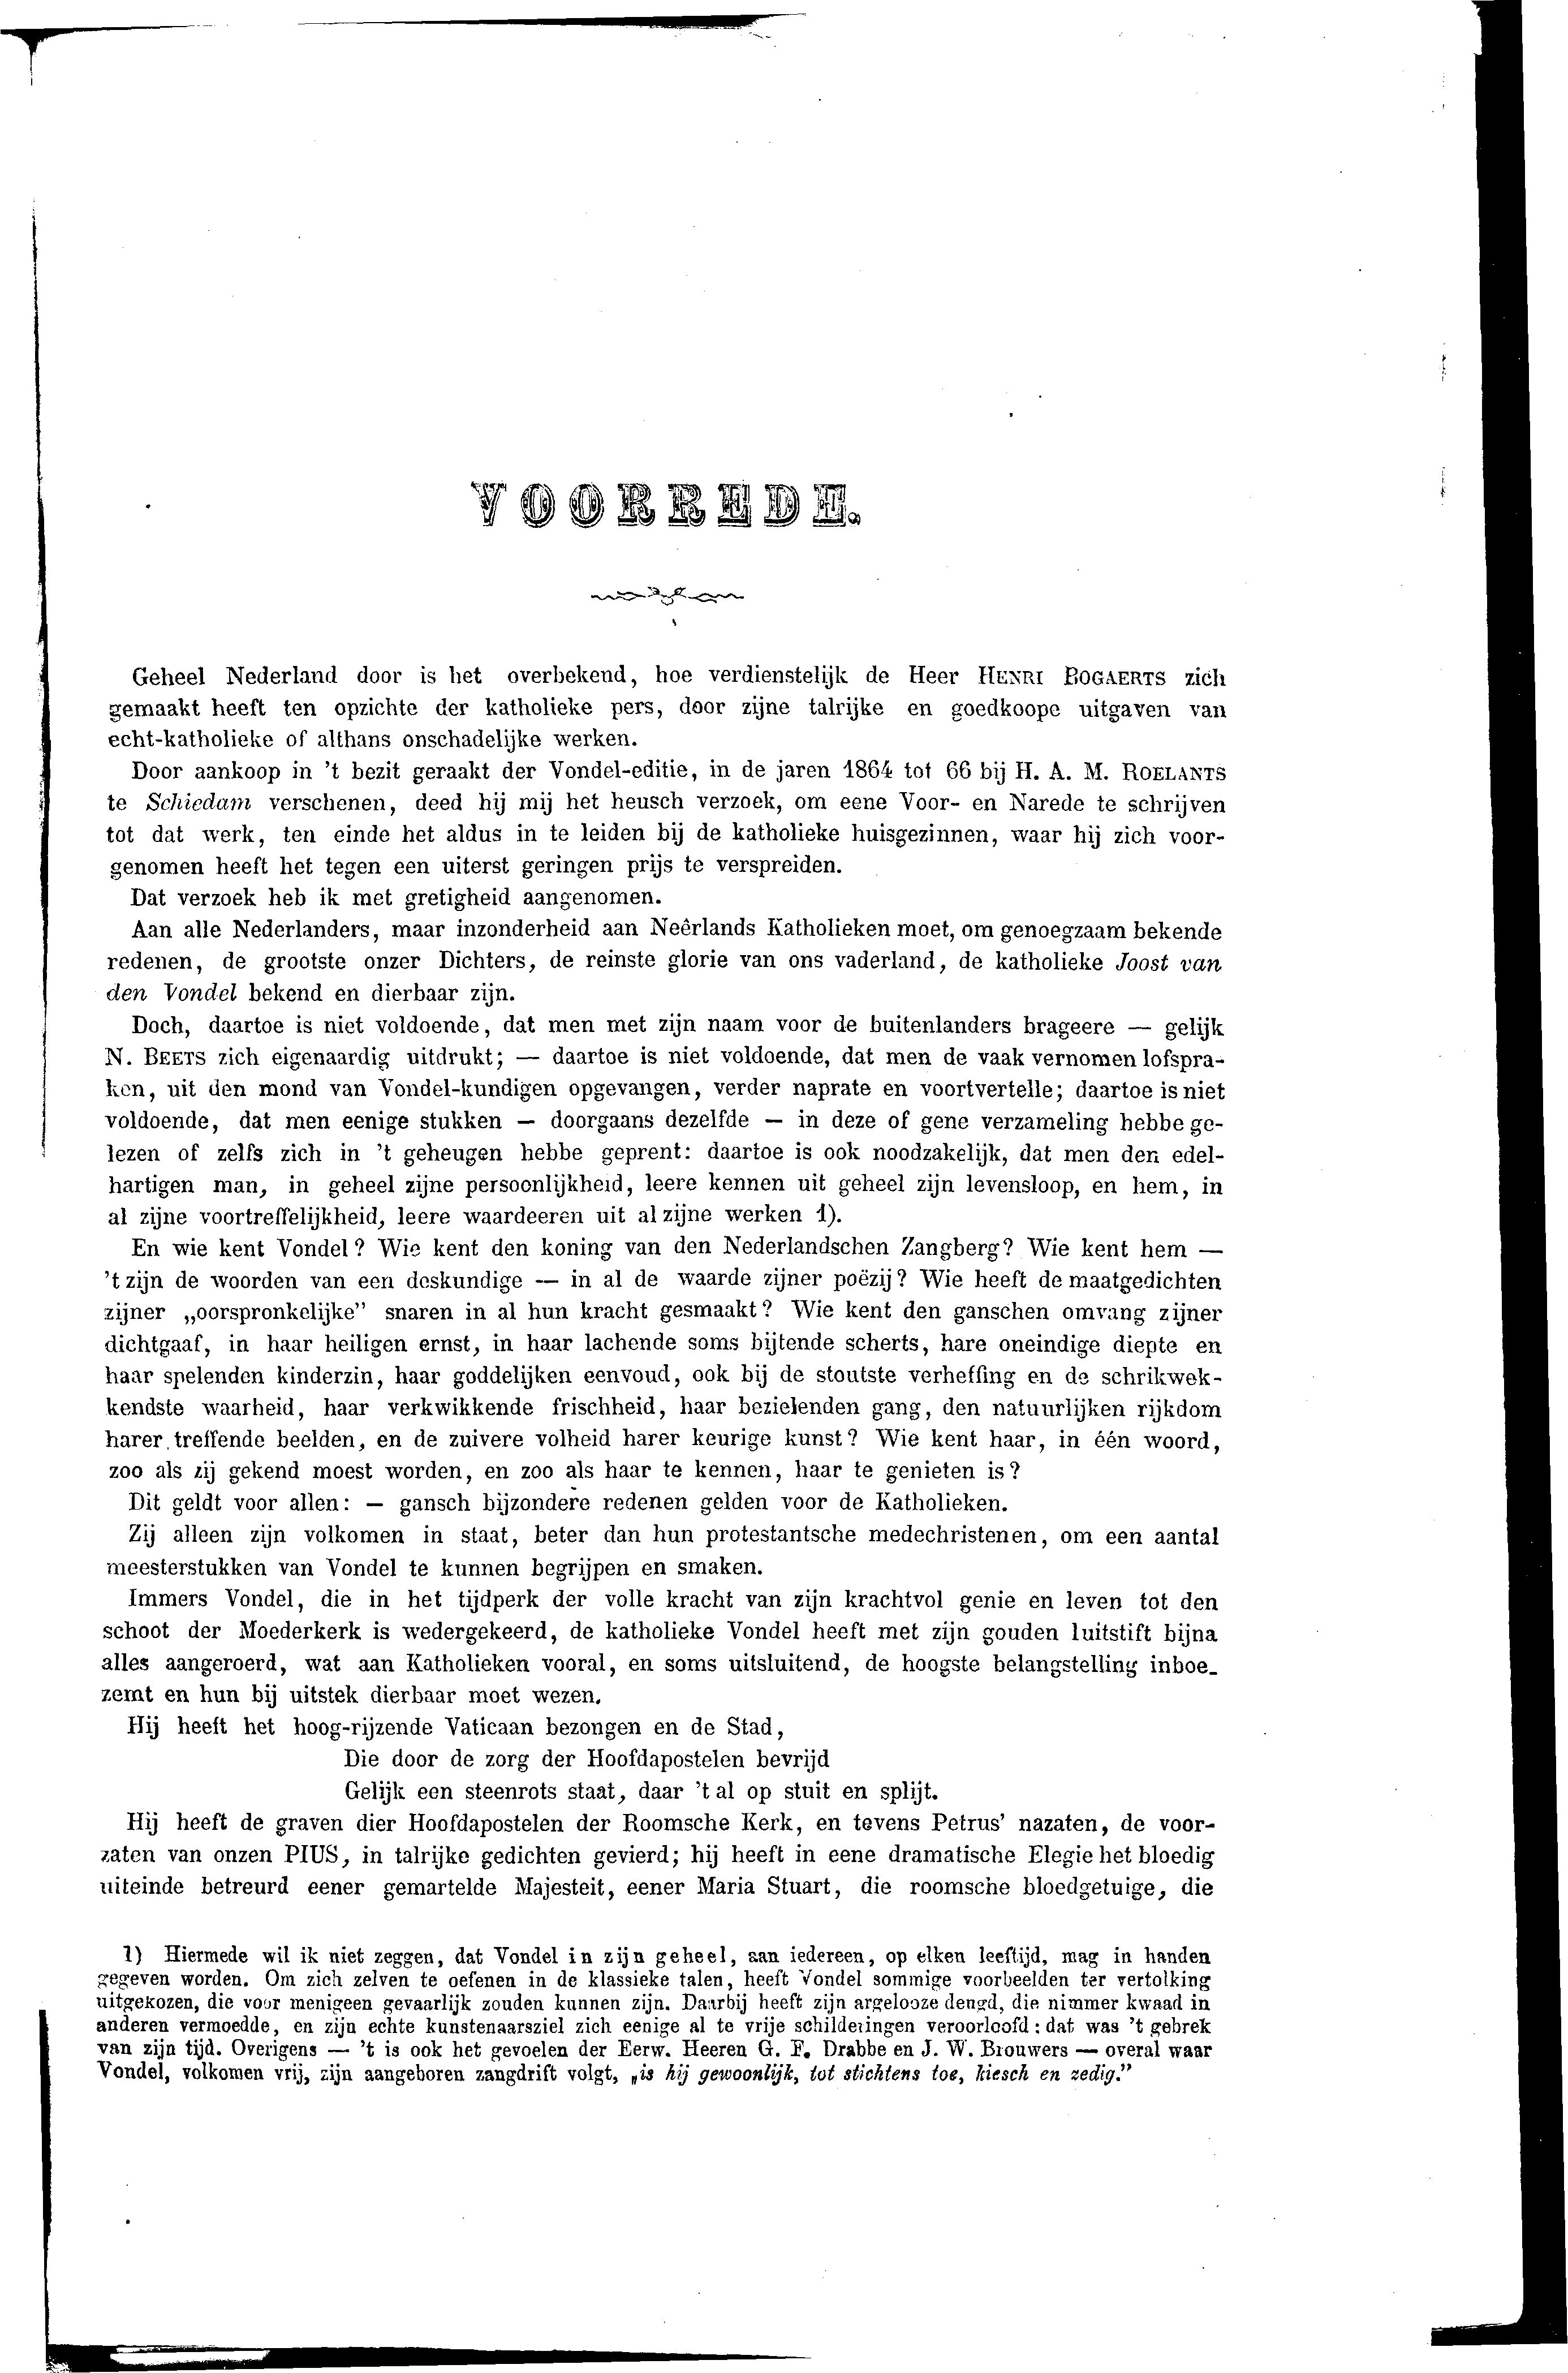 VOORREDE.
Geheel Nederland door is het overbekend, hoe verdienstelijk de Heer HENRI BOGAERTS zich
gemaakt heeft ten opzichte der katholieke pers, door zijne talrijke en goedkoope uitgaven van
echt-katholieke of althans onschadelijke werken.
Door aankoop in 't bezit geraakt der Vondel-editie, in de jaren 1864 tot 66 bij H. A. M. ROELANTS
te Schiedam verschenen, deed hij mij het heusch verzoek, om eene Voor- en Narede te schrijven
tot dat werk, ten einde het aldus in te leiden bij de katholieke huisgezinnen, waar hij zich voor-
genomen heeft het tegen een uiterst geringen prijs te verspreiden.
Dat verzoek heb ik met gretigheid aangenomen.
Aan alle Nederlanders, maar inzonderheid aan Neêrlands Katholieken moet, om genoegzaam bekende
redenen, de grootste onzer Dichters, de reinste glorie van ons vaderland, de katholieke Joost van
den Vondel bekend en dierbaar zijn.
Doch, daartoe is niet voldoende, dat men met zijn naam voor de buitenlanders brageere — gelijk
N. BEETS zich eigenaardig uitdrukt; — daartoe is niet voldoende, dat men de vaak vernomen lofspra-
ken, uit den mond van Vondel-kundigen opgevangen, verder naprate en voortvertelle; daartoe is niet
voldoende, dat men eenige stukken — doorgaans dezelfde — in deze of gene verzameling hebbe ge-
lezen of zelfs zich in 't geheugen hebbe geprent: daartoe is ook noodzakelijk, dat men den edel-
hartigen man, in geheel zijne persoonlijkheid, leere kennen uit geheel zijn levensloop, en hem, in
al zijne voortreffelijkheid, leere waardeeren uit al zijne werken 1).
En wie kent Vondel? Wie kent den koning van den Nederlandschen Zangberg? Wie kent hem —
't zijn de woorden van een deskundige — in al de waarde zijner poëzij? Wie heeft de maatgedichten
zijner „oorspronkelijke" snaren in al hun kracht gesmaakt? Wie kent den ganschen omvang zijner
dichtgaaf, in haar heiligen ernst, in haar lachende soms bijtende scherts, hare oneindige diepte en
haar spelenden kinderzin, haar goddelijken eenvoud, ook bij de stoutste verheffing en de schrikwek-
kendste waarheid, haar verkwikkende frischheid, haar bezielenden gang, den natuurlijken rijkdom
harer treffende beelden, en de zuivere volheid harer keurige kunst? Wie kent haar, in één woord,
zoo als zij gekend moest worden, en zoo als haar te kennen, haar te genieten is?
Dit geldt voor allen: — gansch bijzondere redenen gelden voor de Katholieken.
Zij alleen zijn volkomen in staat, beter dan hun protestantsche medechristenen, om een aantal
meesterstukken van Vondel te kunnen begrijpen en smaken.
Immers Vondel, die in het tijdperk der volle kracht van zijn krachtvol genie en leven tot den
schoot der Moederkerk is wedergekeerd, de katholieke Vondel heeft met zijn gouden luitstift bijna
alles aangeroerd, wat aan Katholieken vooral, en soms uitsluitend, de hoogste belangstelling inboe-
zemt en hun bij uitstek dierbaar moet wezen.
Hij heeft het hoog-rijzende Vaticaan bezongen en de Stad,
Die door de zorg der Hoofdapostelen bevrijd
Gelijk een steenrots staat, daar 't al op stuit en splijt.
Hij heeft de graven dier Hoofdapostelen der Roomsche Kerk, en tevens Petrus' nazaten, de voor-
zaten van onzen PIUS, in talrijke gedichten gevierd; hij heeft in eene dramatische Elegie het bloedig
uiteinde betreurd eener gemartelde Majesteit, eener Maria Stuart, die roomsche bloedgetuige, die
1) Hiermede wil ik niet zeggen, dat Vondel in zijn geheel, aan iedereen, op elken leeftijd, mag in handen
gegeven worden. Om zich zelven te oefenen in de klassieke talen, heeft Vondel sommige voorbeelden ter vertolking
uitgekozen, die voor menigeen gevaarlijk zouden kunnen zijn. Daarbij heeft zijn argelooze deugd, die nimmer kwaad in
anderen vermoedde, en zijn echte kunstenaarsziel zich eenige al te vrije schilderingen veroorloofd: dat was 't gebrek
van zijn tijd. Overigens — 't is ook het gevoelen der Eerw. Heeren G. F. Drabbe en J. W. Brouwers — overal waar
Vondel, volkomen vrij, zijn aangeboren zangdrift volgt, „is hij gewoonlijk, tot stichtens toe, kiesch en zedig."